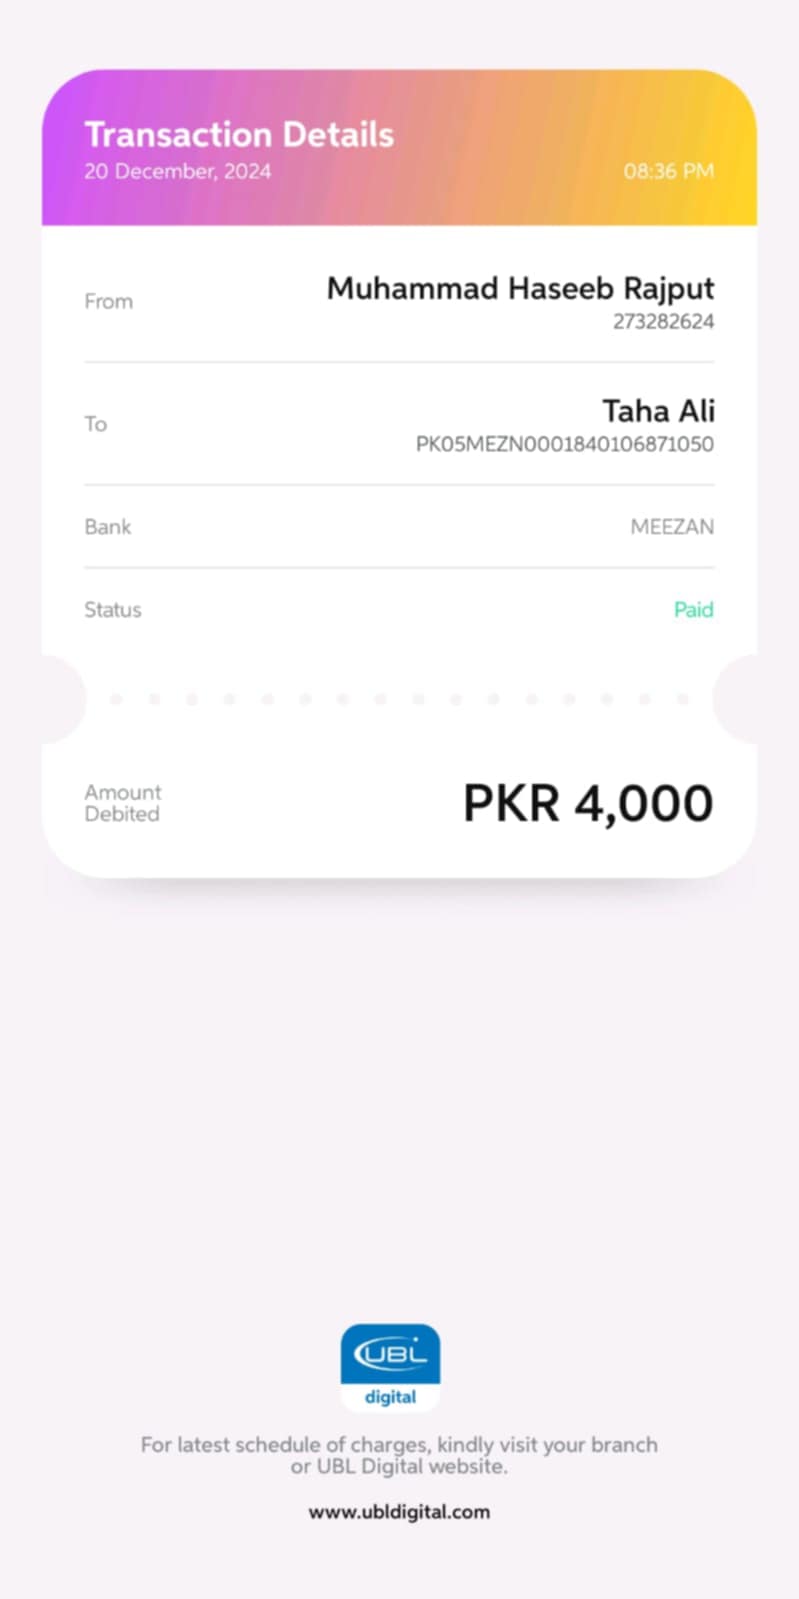 Transaction Details
20 December, 2024 08:36 PM
From
Muhammad Haseeb Rajput
273282624
To
Taha Ali
PK05MEZN0001840106871050
Bank MEEZAN
Status Paid
Amount
Debited
PKR 4,000
UBL
digital
For latest schedule of charges, kindly visit your branch
or UBL Digital website.
www.ubldigital.com